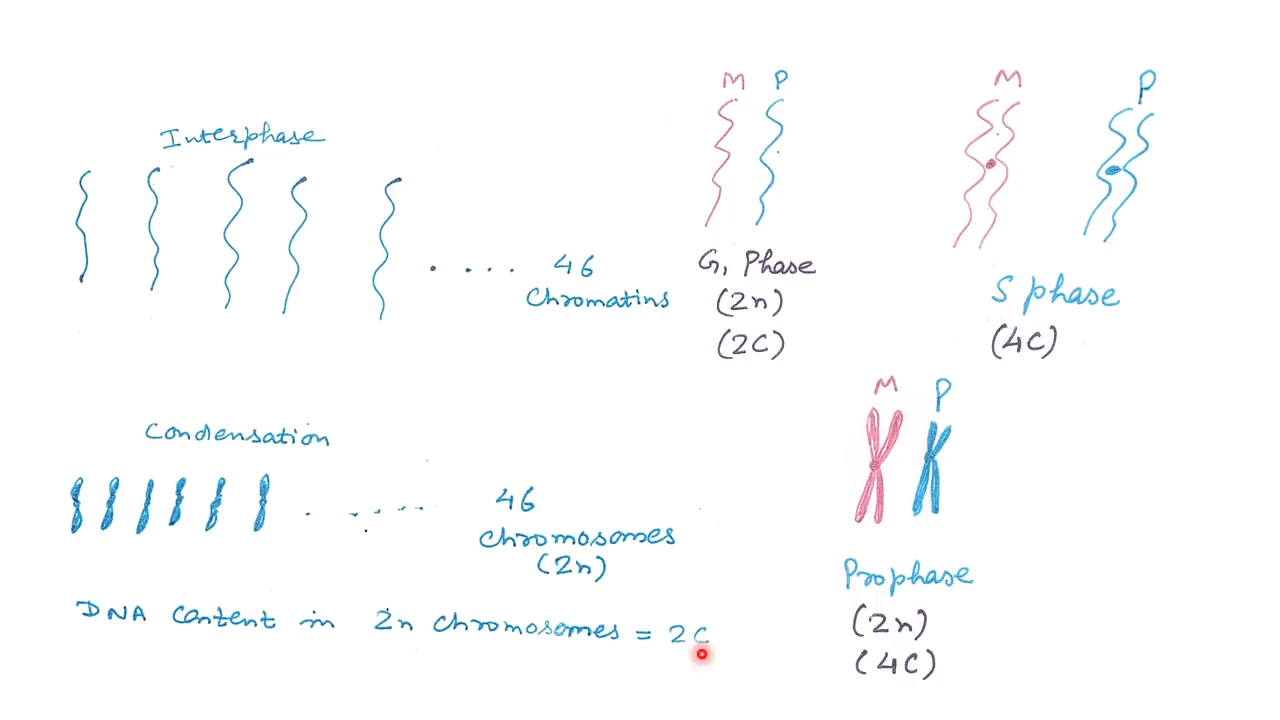 Interphase
46
Chromatins
M P
G1 Phase
(2n)
(2C)
M P
S phase
(4C)
Condensation
46
Chromosomes
(2n)
DNA content in 2n chromosomes = 2C
M P
Prophase
(2n)
(4C)